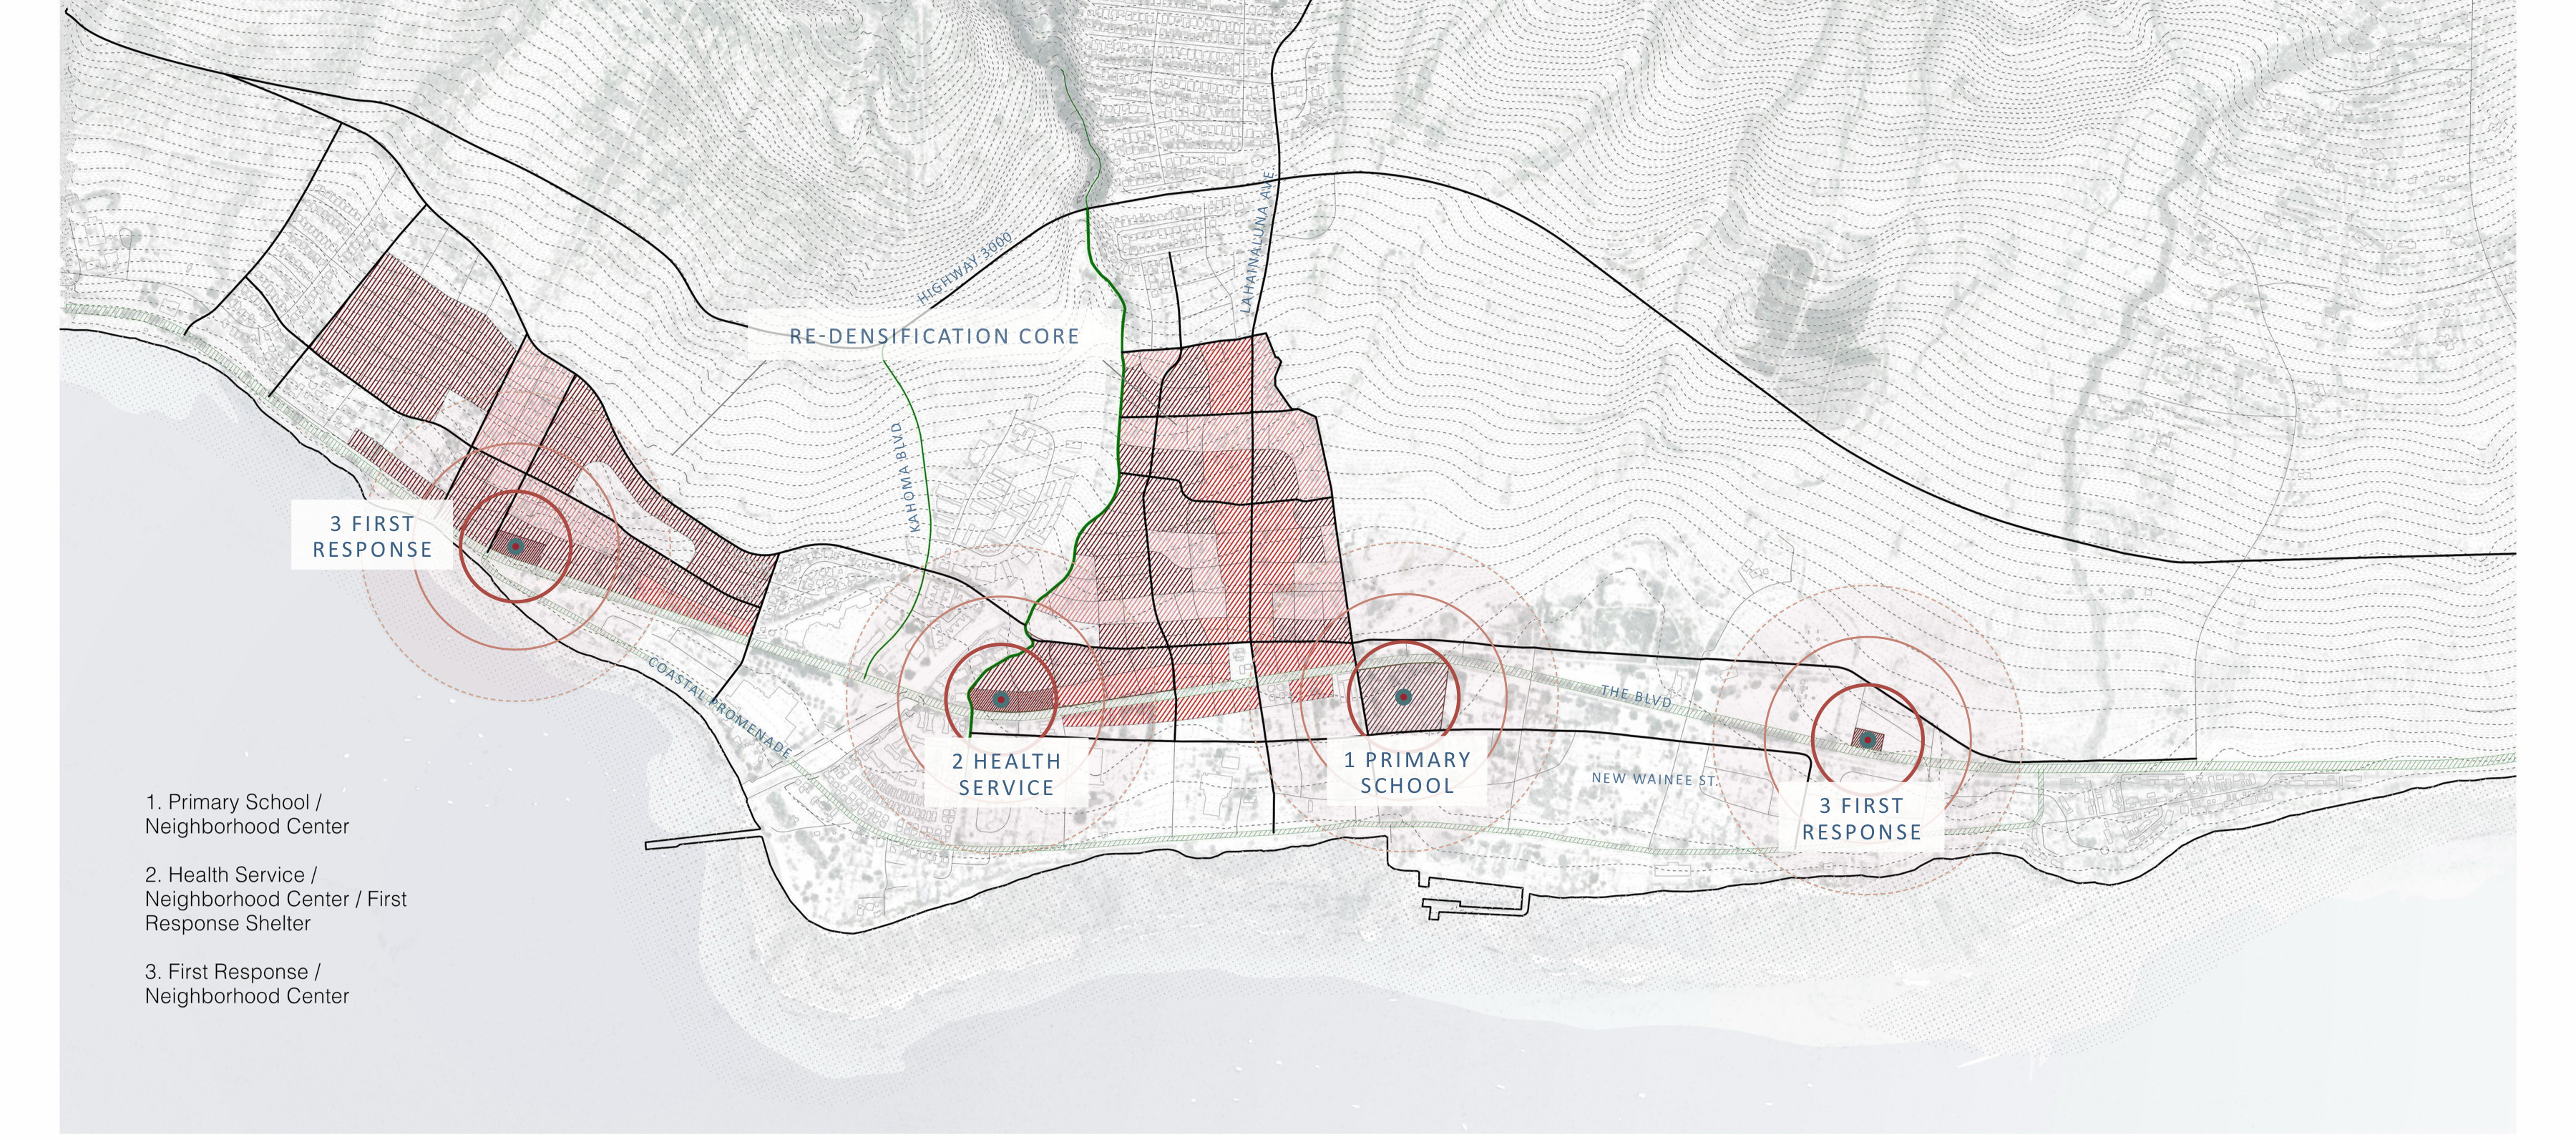 LAHAINALUNA AVE
HIGHWAY 3000
RE-DENSIFICATION CORE
KAHOMA BLVD
3 FIRST
RESPONSE
COASTAL PROMENADE
THE BLVD
2 HEALTH
SERVICE
1 PRIMARY
SCHOOL
NEW WAINEE ST.
3 FIRST
RESPONSE
1. Primary School /
Neighborhood Center
2. Health Service /
Neighborhood Center / First
Response Shelter
3. First Response /
Neighborhood Center